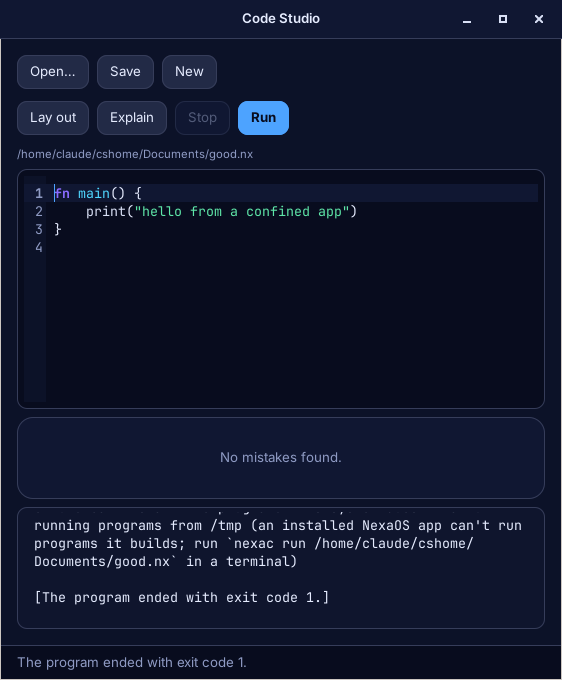 Code Studio
Open...
Save
New
Lay out
Explain
Stop
Run
/home/claude/cshome/Documents/good.nx
1 fn main() {
2     print("hello from a confined app")
3 }
4
No mistakes found.
running programs from /tmp (an installed NexaOS app can't run
programs it builds; run `nexac run /home/claude/cshome/
Documents/good.nx` in a terminal)
[The program ended with exit code 1.]
The program ended with exit code 1.